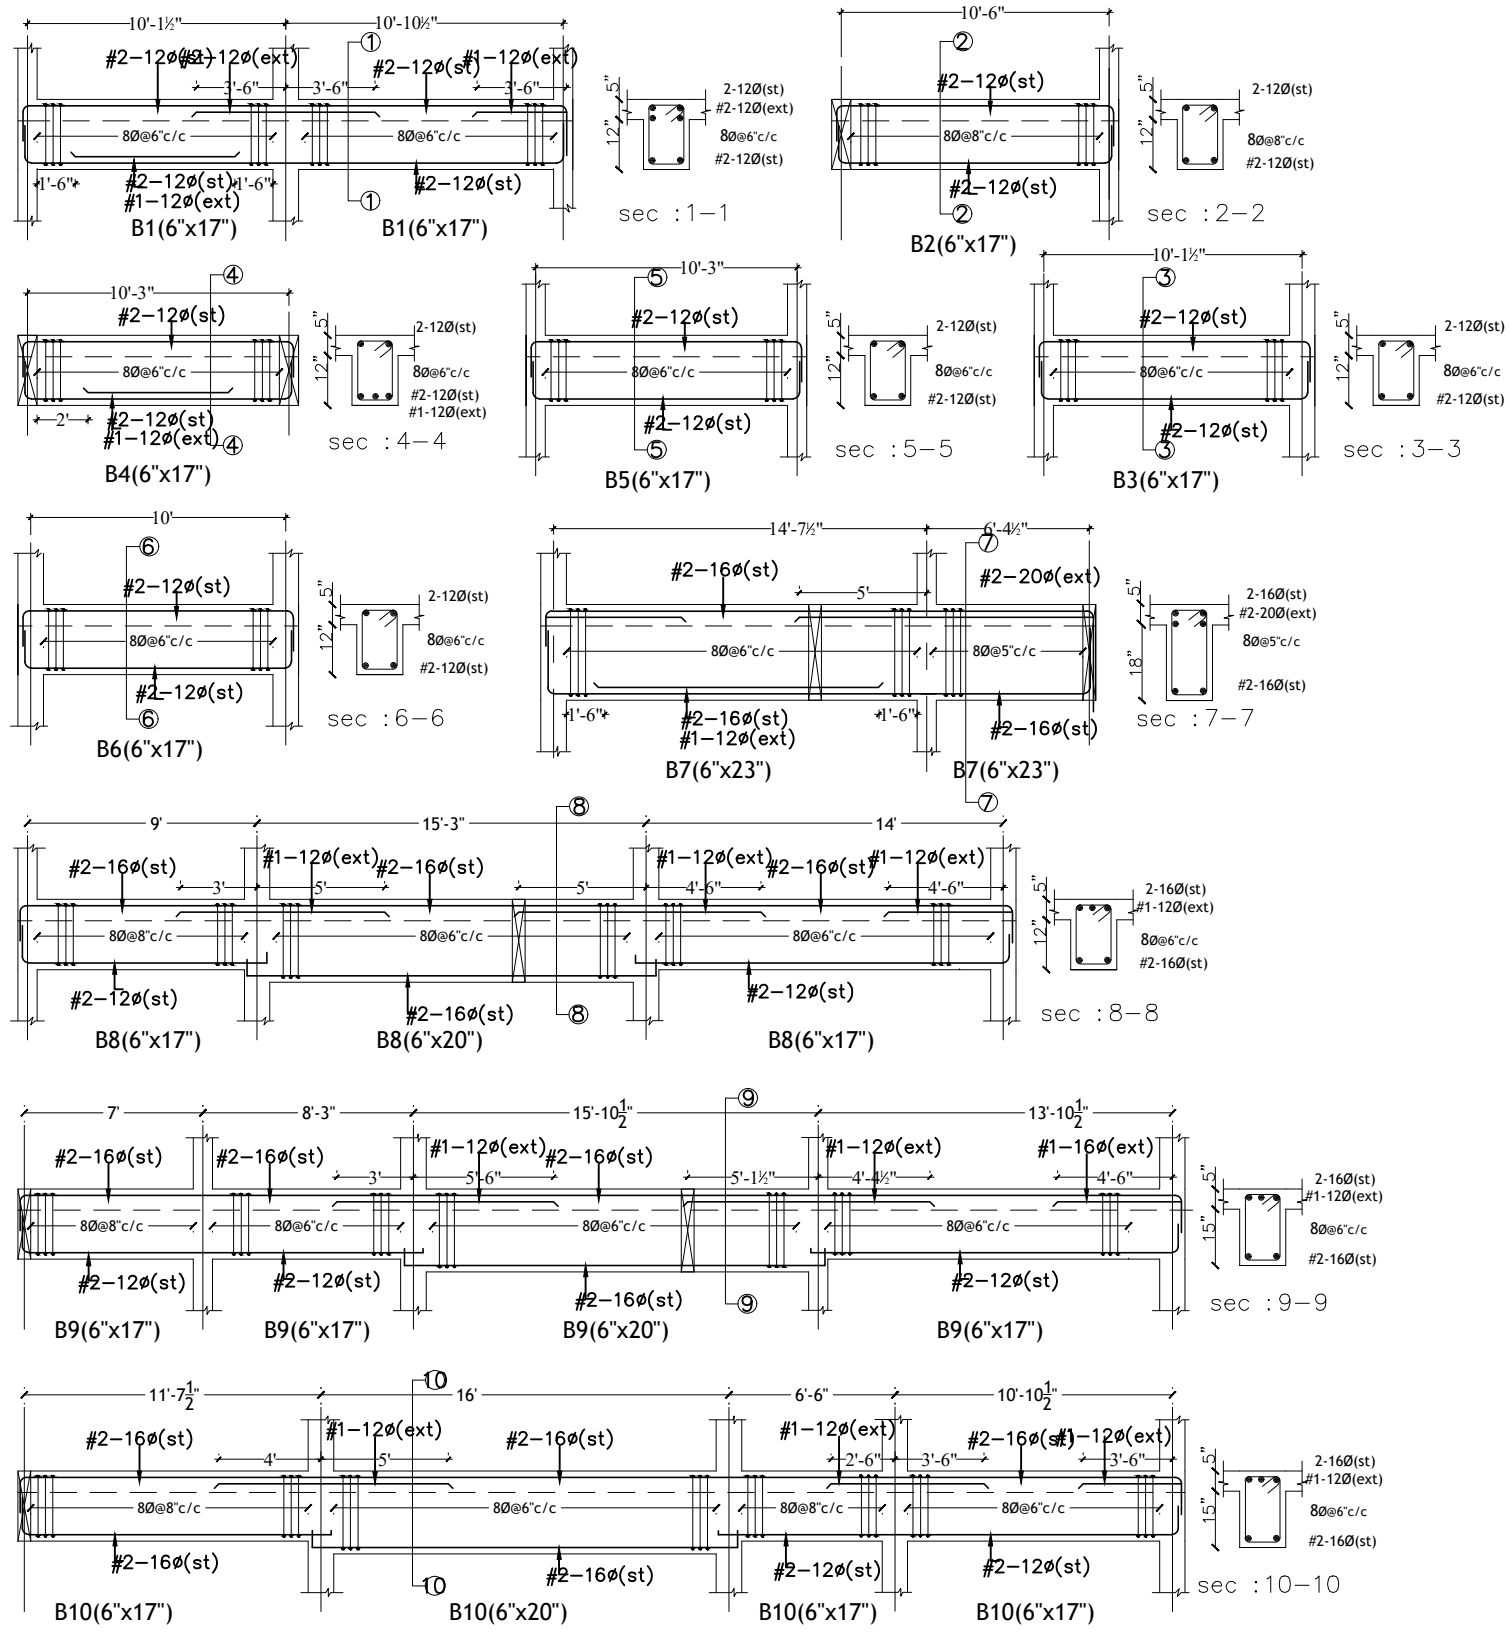 10'-1½" 10'-10½"
①
#2-12ø(st) #2-12ø(ext) #2-12ø(st) #1-12ø(ext)
3'-6" 3'-6" 3'-6"
8Ø@6"c/c 8Ø@6"c/c
1'-6" #2-12ø(st) 1'-6" #2-12ø(st)
#1-12ø(ext)
①
B1(6"x17") B1(6"x17")
5" 2-12Ø(st)
#2-12Ø(ext)
12" 8Ø@6"c/c
#2-12Ø(st)
sec :1-1
10'-6"
②
#2-12ø(st)
8Ø@8"c/c
#2-12ø(st)
②
B2(6"x17")
5" 2-12Ø(st)
12" 8Ø@8"c/c
#2-12Ø(st)
sec :2-2
④
10'-3"
#2-12ø(st)
8Ø@6"c/c
2' #2-12ø(st)
#1-12ø(ext)
④
B4(6"x17")
5" 2-12Ø(st)
12" 8Ø@6"c/c
#2-12Ø(st)
#1-12Ø(ext)
sec :4-4
10'-3"
⑤
#2-12ø(st)
8Ø@6"c/c
#2-12ø(st)
⑤
B5(6"x17")
5" 2-12Ø(st)
12" 8Ø@6"c/c
#2-12Ø(st)
sec :5-5
10'-1½"
③
#2-12ø(st)
8Ø@6"c/c
#2-12ø(st)
③
B3(6"x17")
5" 2-12Ø(st)
12" 8Ø@6"c/c
#2-12Ø(st)
sec :3-3
10'
⑥
#2-12ø(st)
8Ø@6"c/c
#2-12ø(st)
⑥
B6(6"x17")
5" 2-12Ø(st)
12" 8Ø@6"c/c
#2-12Ø(st)
sec :6-6
14'-7½" 6'-4½"
⑦
#2-16ø(st) #2-20ø(ext)
5'
8Ø@6"c/c 8Ø@5"c/c
1'-6" #2-16ø(st) 1'-6" #2-16ø(st)
#1-12ø(ext)
B7(6"x23") B7(6"x23")
⑦
5" 2-16Ø(st)
#2-20Ø(ext)
18" 8Ø@5"c/c
#2-16Ø(st)
sec :7-7
⑧
9' 15'-3" 14'
#2-16ø(st) #1-12ø(ext) #2-16ø(st) #1-12ø(ext) #2-16ø(st) #1-12ø(ext)
3' 5' 5' 4'-6" 4'-6"
8Ø@8"c/c 8Ø@6"c/c 8Ø@6"c/c
#2-12ø(st) #2-16ø(st) #2-12ø(st)
⑧
B8(6"x17") B8(6"x20") B8(6"x17")
5" 2-16Ø(st)
#1-12Ø(ext)
12" 8Ø@6"c/c
#2-16Ø(st)
sec :8-8
⑨
7' 8'-3" 15'-10½" 13'-10½"
#2-16ø(st) #2-16ø(st) #1-12ø(ext) #2-16ø(st) #1-12ø(ext) #1-16ø(ext)
3' 5'-6" 5'-1½" 4'-4½" 4'-6"
8Ø@8"c/c 8Ø@6"c/c 8Ø@6"c/c 8Ø@6"c/c
#2-12ø(st) #2-12ø(st) #2-16ø(st) #2-12ø(st)
⑨
B9(6"x17") B9(6"x17") B9(6"x20") B9(6"x17")
5" 2-16Ø(st)
#1-12Ø(ext)
15" 8Ø@6"c/c
#2-16Ø(st)
sec :9-9
⑩
11'-7½" 16' 6'-6" 10'-10½"
#2-16ø(st) #1-12ø(ext) #2-16ø(st) #1-12ø(ext) #2-16ø(st) #1-12ø(ext)
4' 5' 2'-6" 3'-6" 3'-6"
8Ø@8"c/c 8Ø@6"c/c 8Ø@8"c/c 8Ø@6"c/c
#2-16ø(st) #2-16ø(st) #2-12ø(st) #2-12ø(st)
⑩
B10(6"x17") B10(6"x20") B10(6"x17") B10(6"x17")
5" 2-16Ø(st)
#1-12Ø(ext)
15" 8Ø@6"c/c
#2-16Ø(st)
sec :10-10